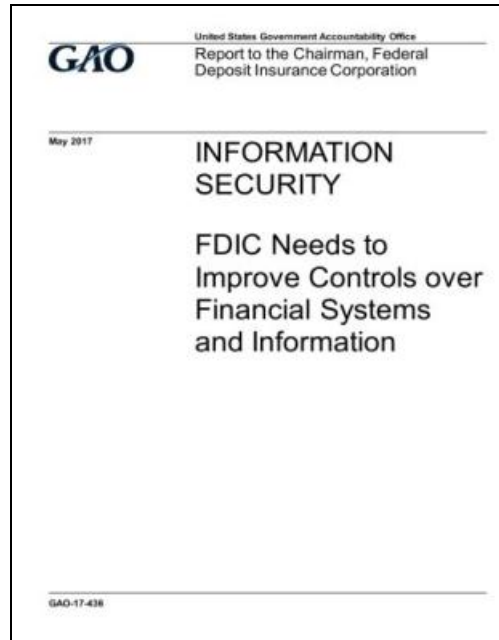 United States Government Accountability Office
GAO
Report to the Chairman, Federal
Deposit Insurance Corporation
May 2017
INFORMATION
SECURITY
FDIC Needs to
Improve Controls over
Financial Systems
and Information
GAO-17-436